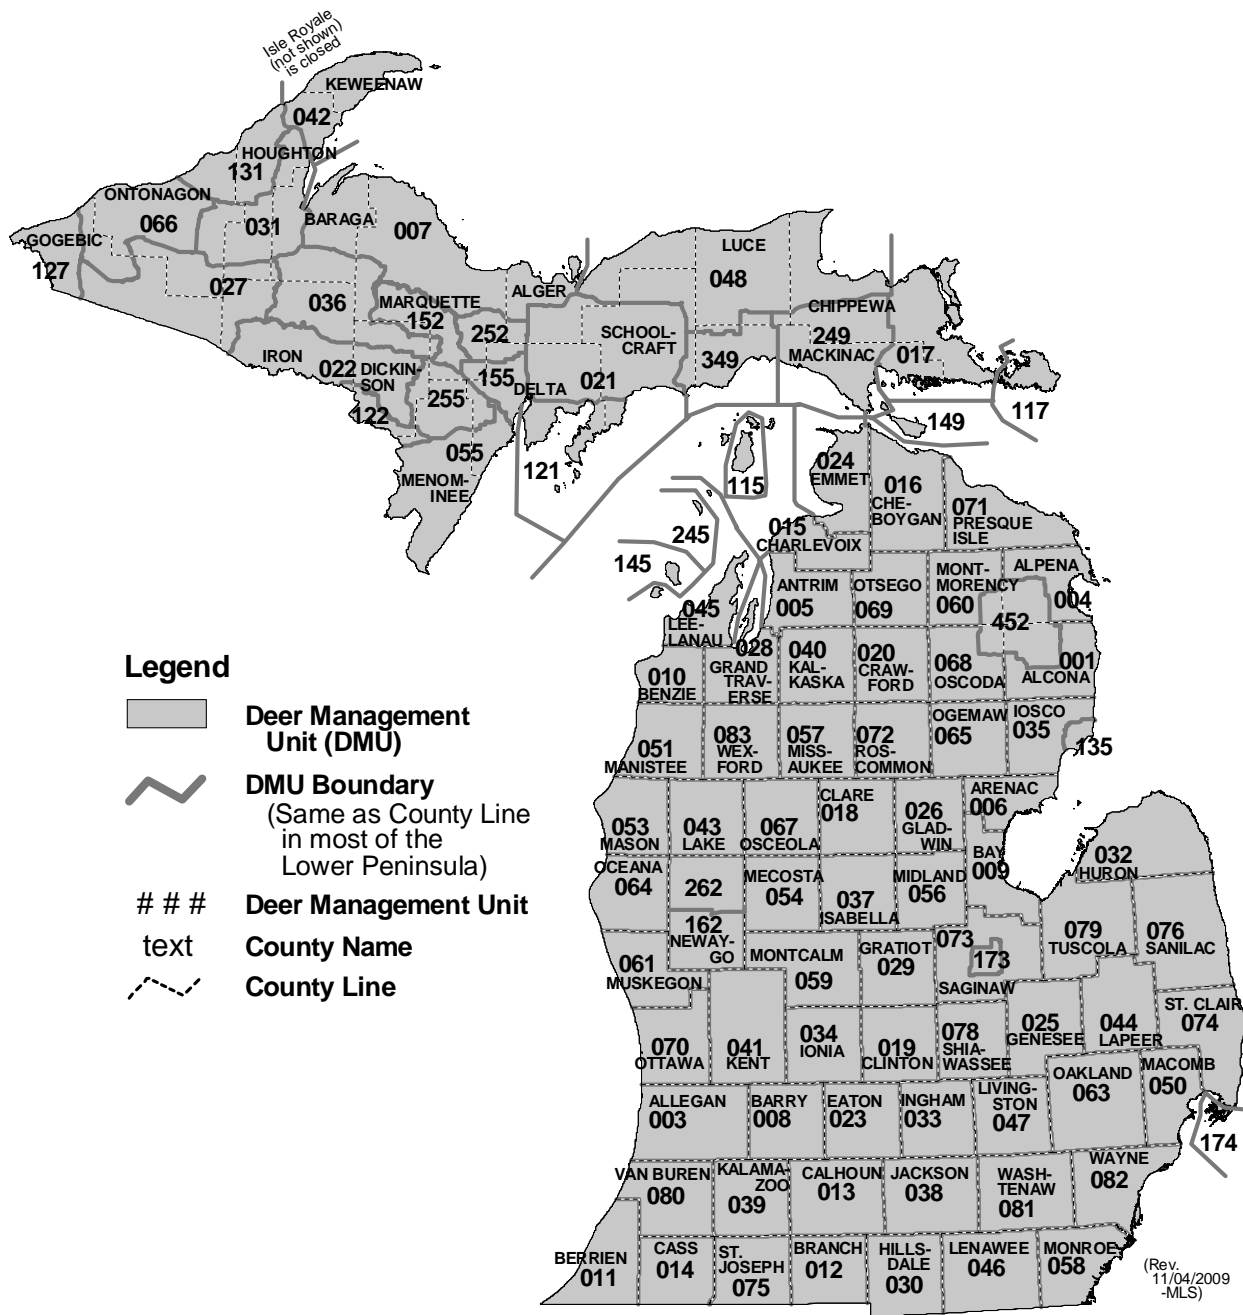 Isle Royale
(not shown)
is closed
KEWEENAW
042
HOUGHTON
131
ONTONAGON
066
031
BARAGA
007
GOGEBIC
127
027
036
MARQUETTE
152
ALGER
252
LUCE
048
CHIPPEWA
249
MACKINAC
017
SCHOOL-
CRAFT
349
IRON
022
DICKIN-
SON
155
DELTA
021
255
122
055
MENOM-
INEE
121
149
117
115
024
EMMET
016
CHE-
BOYGAN
071
PRESQUE
ISLE
245
145
015
CHARLEVOIX
ANTRIM
005
OTSEGO
069
MONT-
MORENCY
060
ALPENA
004
452
045
LEE-
LANAU
028
GRAND
TRAV-
ERSE
040
KAL-
KASKA
020
CRAW-
FORD
068
OSCODA
001
ALCONA
010
BENZIE
051
MANISTEE
083
WEX-
FORD
057
MISS-
AUKEE
072
ROS-
COMMON
OGEMAW
065
IOSCO
035
135
Legend
Deer Management
Unit (DMU)
DMU Boundary
(Same as County Line
in most of the
Lower Peninsula)
# # #
Deer Management Unit
text
County Name
County Line
053
MASON
043
LAKE
067
OSCEOLA
CLARE
018
026
GLAD-
WIN
ARENAC
006
OCEANA
064
262
MECOSTA
054
037
ISABELLA
MIDLAND
056
BAY
009
032
HURON
162
NEWAY-
GO
061
MUSKEGON
MONTCALM
059
GRATIOT
029
073
173
SAGINAW
079
TUSCOLA
076
SANILAC
070
OTTAWA
041
KENT
034
IONIA
019
CLINTON
078
SHIA-
WASSEE
025
GENESEE
044
LAPEER
ST. CLAIR
074
ALLEGAN
003
BARRY
008
EATON
023
INGHAM
033
LIVING-
STON
047
OAKLAND
063
MACOMB
050
174
VAN BUREN
080
KALAMA-
ZOO
039
CALHOUN
013
JACKSON
038
WASH-
TENAW
081
WAYNE
082
BERRIEN
011
CASS
014
ST.
JOSEPH
075
BRANCH
012
HILLS-
DALE
030
LENAWEE
046
MONROE
058
(Rev.
11/04/2009
-MLS)